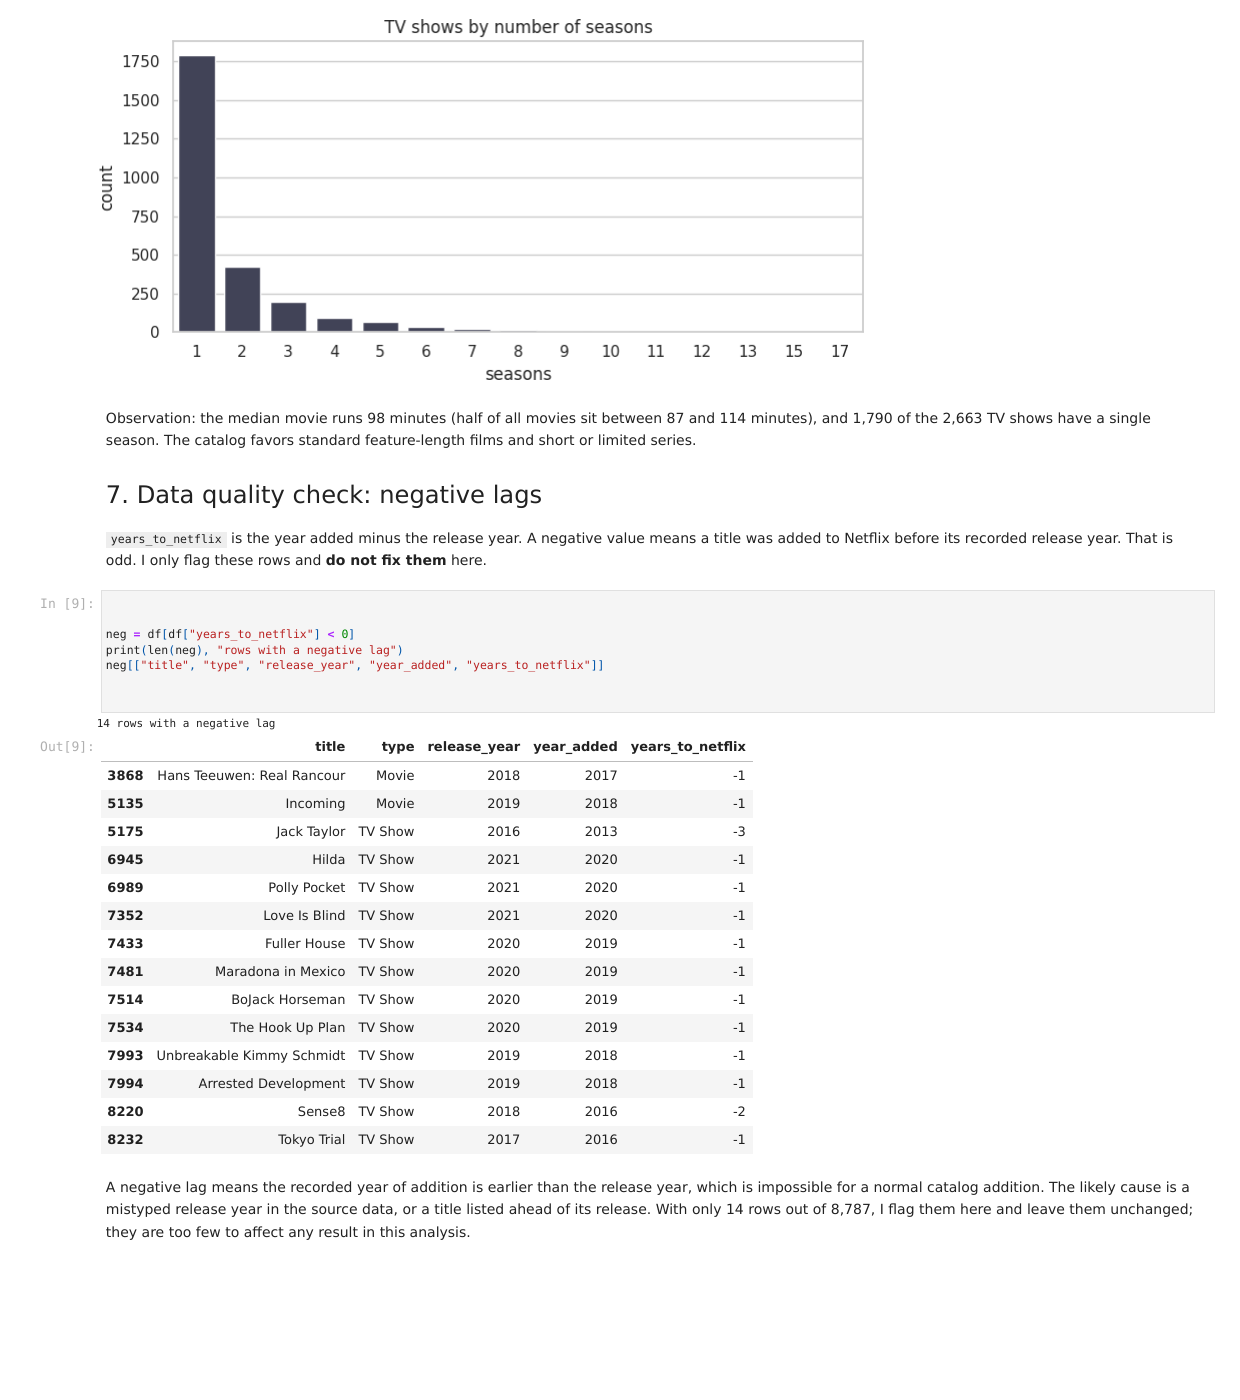 TV shows by number of seasons
1750
1500
1250
1000
750
500
250
0
count
1 2 3 4 5 6 7 8 9 10 11 12 13 15 17
seasons
Observation: the median movie runs 98 minutes (half of all movies sit between 87 and 114 minutes), and 1,790 of the 2,663 TV shows have a single
season. The catalog favors standard feature-length films and short or limited series.
7. Data quality check: negative lags
years_to_netflix is the year added minus the release year. A negative value means a title was added to Netflix before its recorded release year. That is
odd. I only flag these rows and do not fix them here.
In [9]:
neg = df[df["years_to_netflix"] < 0]
print(len(neg), "rows with a negative lag")
neg[["title", "type", "release_year", "year_added", "years_to_netflix"]]
14 rows with a negative lag
Out[9]:
title type release_year year_added years_to_netflix
3868 Hans Teeuwen: Real Rancour Movie 2018 2017 -1
5135 Incoming Movie 2019 2018 -1
5175 Jack Taylor TV Show 2016 2013 -3
6945 Hilda TV Show 2021 2020 -1
6989 Polly Pocket TV Show 2021 2020 -1
7352 Love Is Blind TV Show 2021 2020 -1
7433 Fuller House TV Show 2020 2019 -1
7481 Maradona in Mexico TV Show 2020 2019 -1
7514 BoJack Horseman TV Show 2020 2019 -1
7534 The Hook Up Plan TV Show 2020 2019 -1
7993 Unbreakable Kimmy Schmidt TV Show 2019 2018 -1
7994 Arrested Development TV Show 2019 2018 -1
8220 Sense8 TV Show 2018 2016 -2
8232 Tokyo Trial TV Show 2017 2016 -1
A negative lag means the recorded year of addition is earlier than the release year, which is impossible for a normal catalog addition. The likely cause is a
mistyped release year in the source data, or a title listed ahead of its release. With only 14 rows out of 8,787, I flag them here and leave them unchanged;
they are too few to affect any result in this analysis.